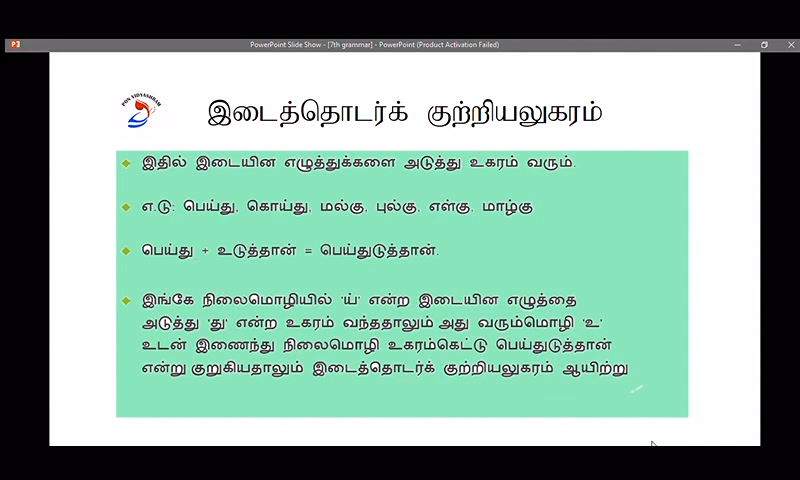 PowerPoint Slide Show - [7th grammar] - PowerPoint (Product Activation Failed)
PON VIDYASHRAM
இடைத்தொடர்க் குற்றியலுகரம்
இதில் இடையின எழுத்துக்களை அடுத்து உகரம் வரும்.
எ.டு: பெய்து, கொய்து, மல்கு, புல்கு, எள்கு, மாழ்கு
பெய்து + உடுத்தான் = பெய்துடுத்தான்.
இங்கே நிலைமொழியில் 'ய்' என்ற இடையின எழுத்தை
அடுத்து 'து' என்ற உகரம் வந்ததாலும் அது வரும்மொழி 'உ'
உடன் இணைந்து நிலைமொழி உகரம்கெட்டு பெய்துடுத்தான்
என்று குறுகியதாலும் இடைத்தொடர்க் குற்றியலுகரம் ஆயிற்று